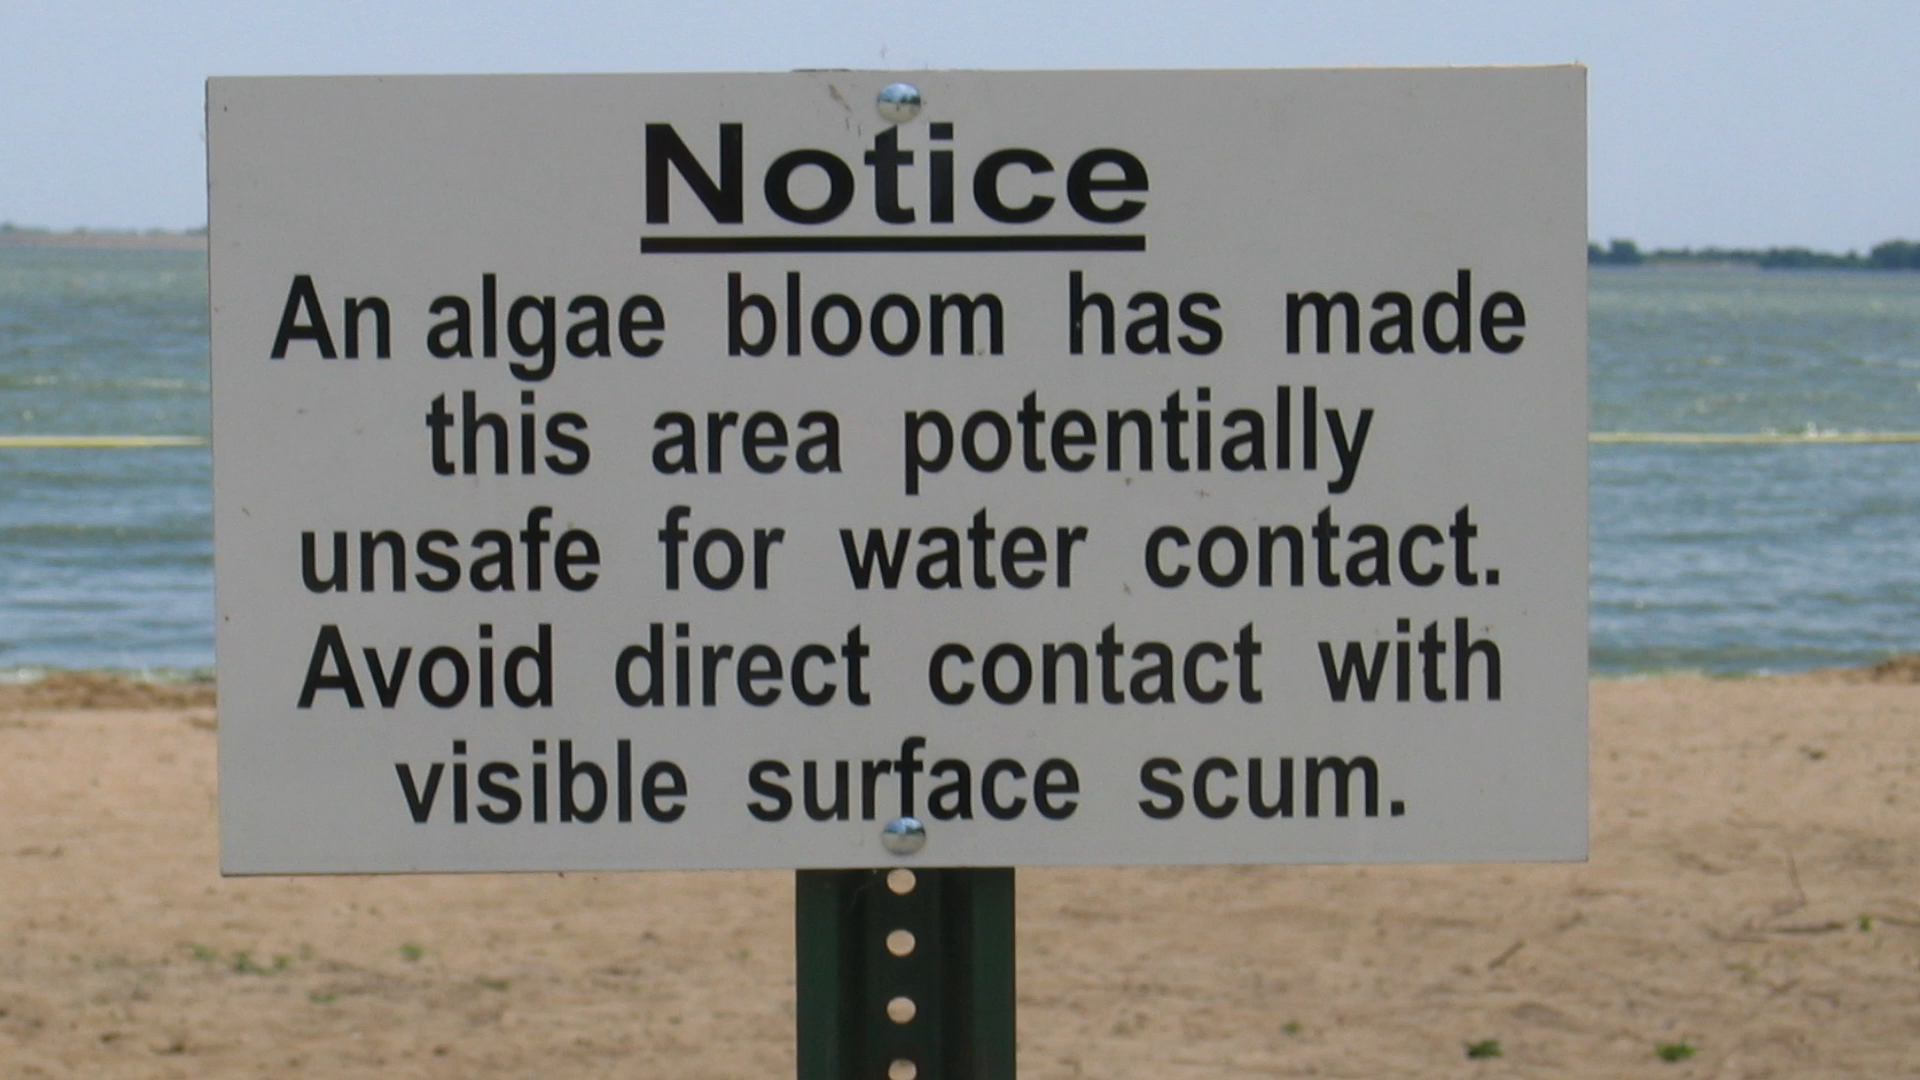 Notice
An algae bloom has made
this area potentially
unsafe for water contact.
Avoid direct contact with
visible surface scum.